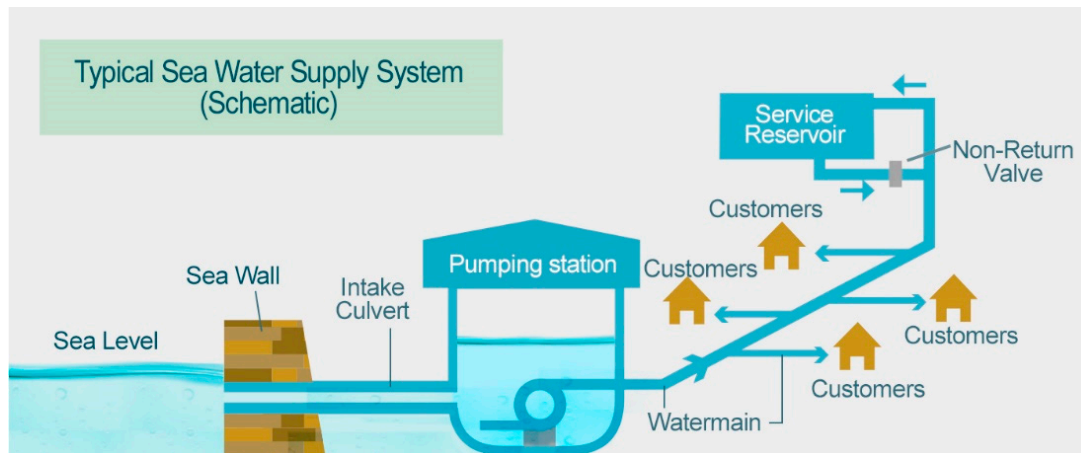 Typical Sea Water Supply System
(Schematic)
Service
Reservoir
Non-Return
Valve
Customers
Pumping station
Customers
Sea Wall
Intake
Culvert
Customers
Sea Level
Customers
Watermain